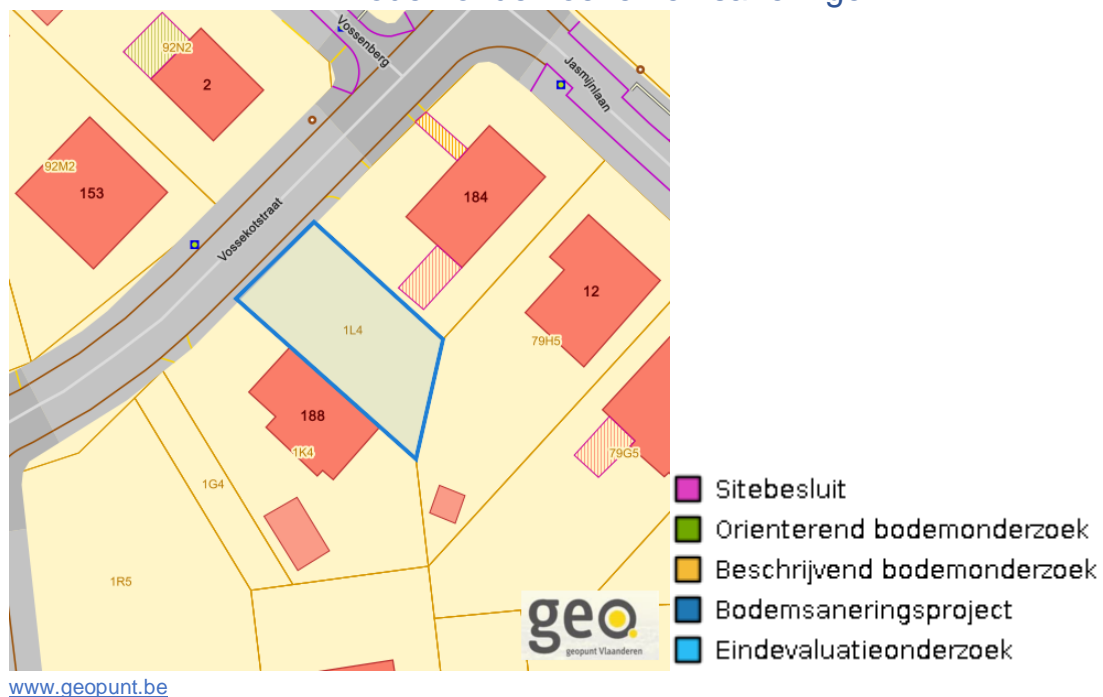 Vossenberg
92N2
2
Jasmijnlaan
92M2
153
184
Vossekotstraat
12
1L4
79H5
188
1K4
79G5
1G4
1R5
geo.
geopunt Vlaanderen
Sitebesluit
Orienterend bodemonderzoek
Beschrijvend bodemonderzoek
Bodemsaneringsproject
Eindevaluatieonderzoek
www.geopunt.be